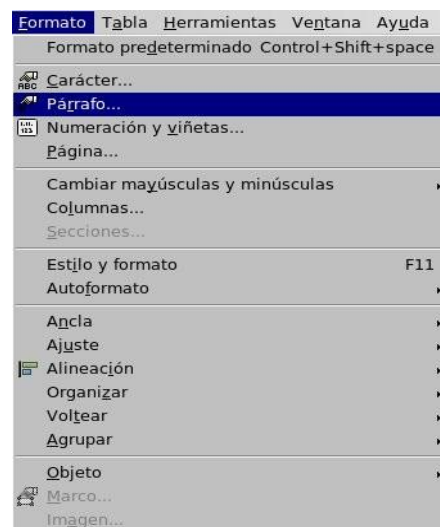 Formato Tabla Herramientas Ventana Ayuda
Formato predeterminado Control+Shift+space
ABC Carácter...
Párrafo...
Numeración y viñetas...
Página...
Cambiar mayúsculas y minúsculas
Columnas...
Secciones...
Estilo y formato F11
Autoformato
Ancla
Ajuste
Alineación
Organizar
Voltear
Agrupar
Objeto
Marco...
Imagen...